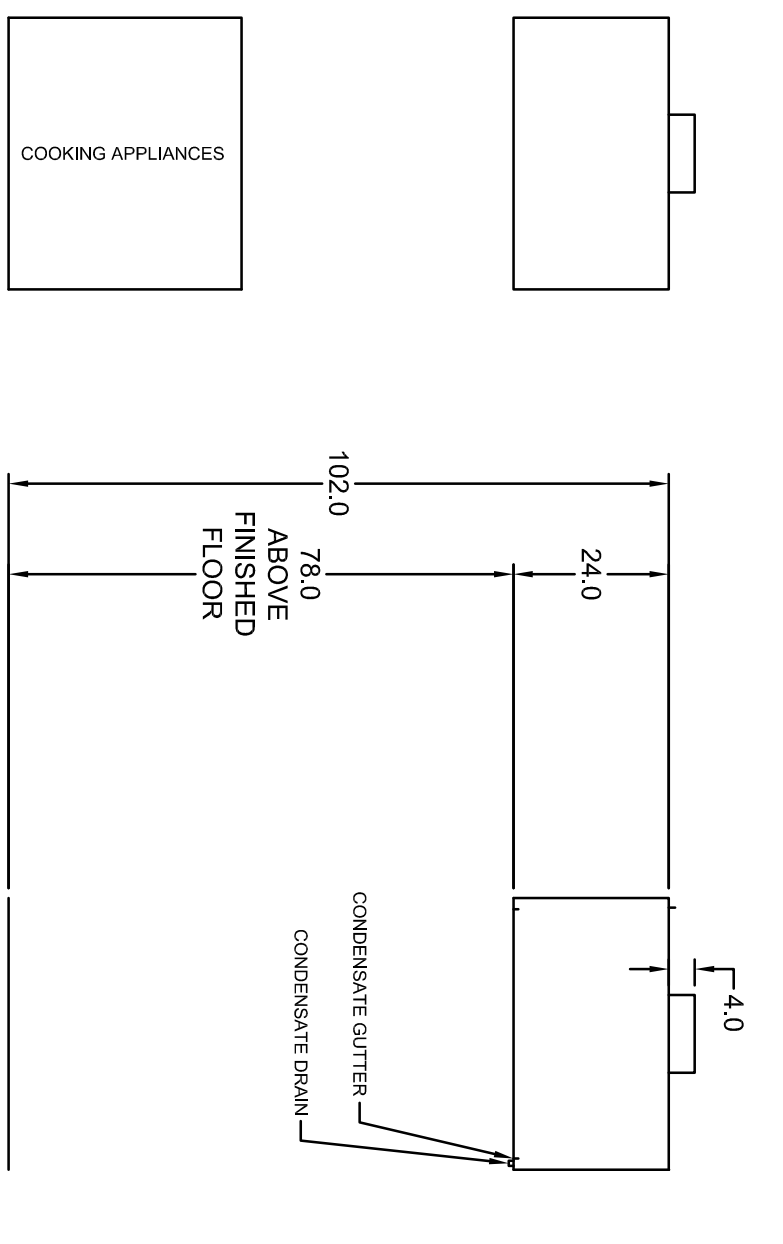 COOKING APPLIANCES
102.0
78.0
ABOVE
FINISHED
FLOOR
24.0
4.0
CONDENSATE GUTTER
CONDENSATE DRAIN